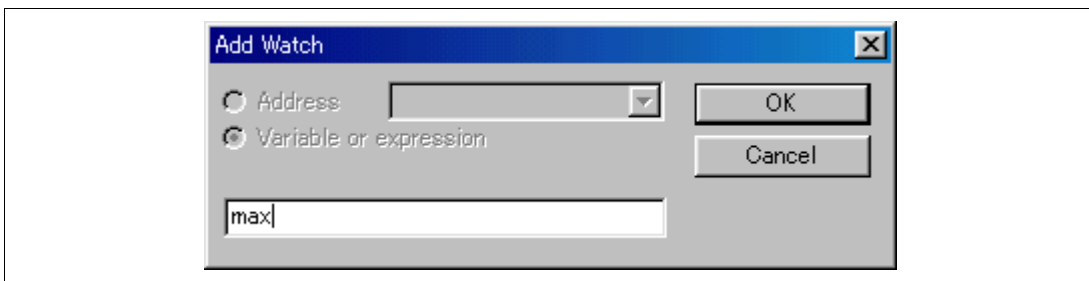 Add Watch
Address
OK
Variable or expression
Cancel
max